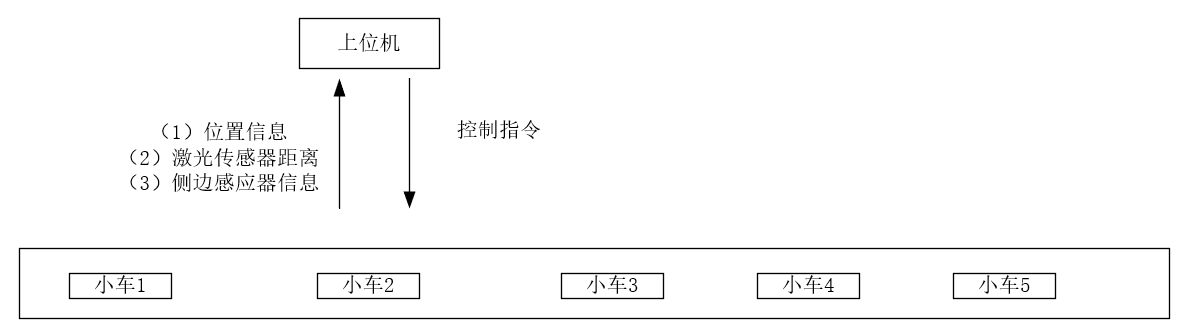 上位机
（1）位置信息
（2）激光传感器距离
（3）侧边感应器信息
控制指令
小车1
小车2
小车3
小车4
小车5